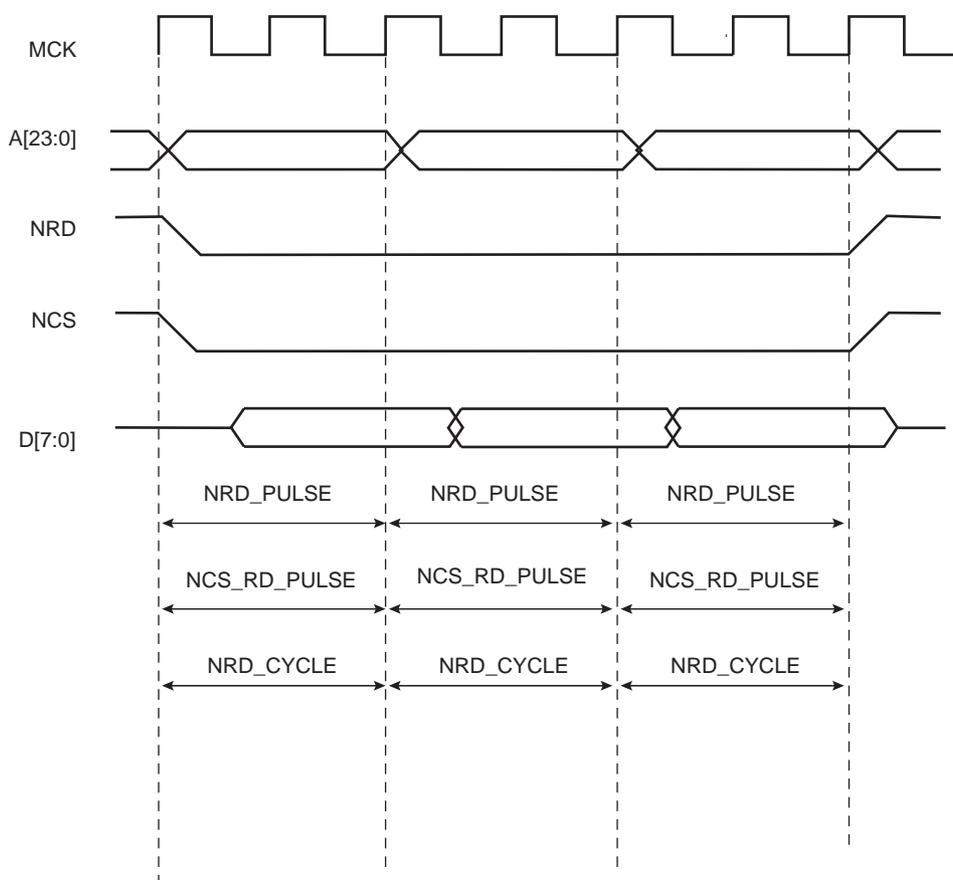 MCK
A[23:0]
NRD
NCS
D[7:0]
NRD_PULSE NRD_PULSE NRD_PULSE
NCS_RD_PULSE NCS_RD_PULSE NCS_RD_PULSE
NRD_CYCLE NRD_CYCLE NRD_CYCLE